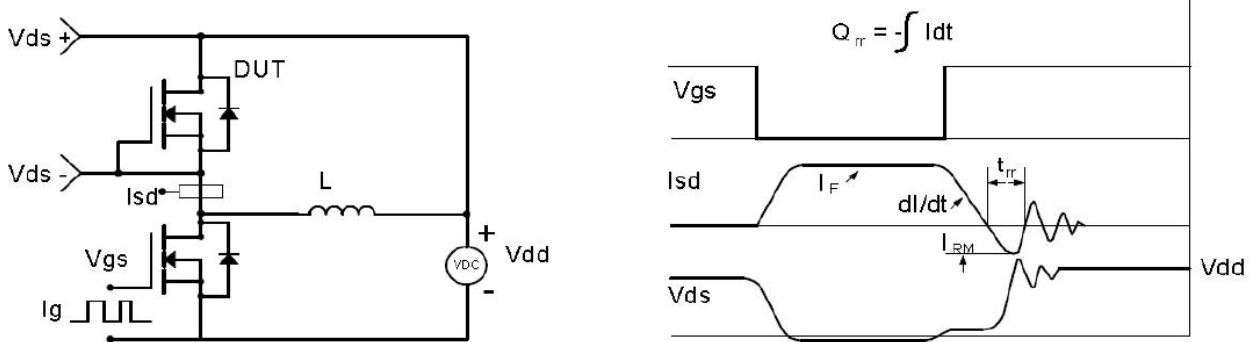 Vds +
DUT
Vds -
Isd
L
Vgs
Ig
+
VDC
-
Vdd
Q rr = -∫ Idt
Vgs
Isd
I F
dI/dt
t rr
I RM
Vds
Vdd